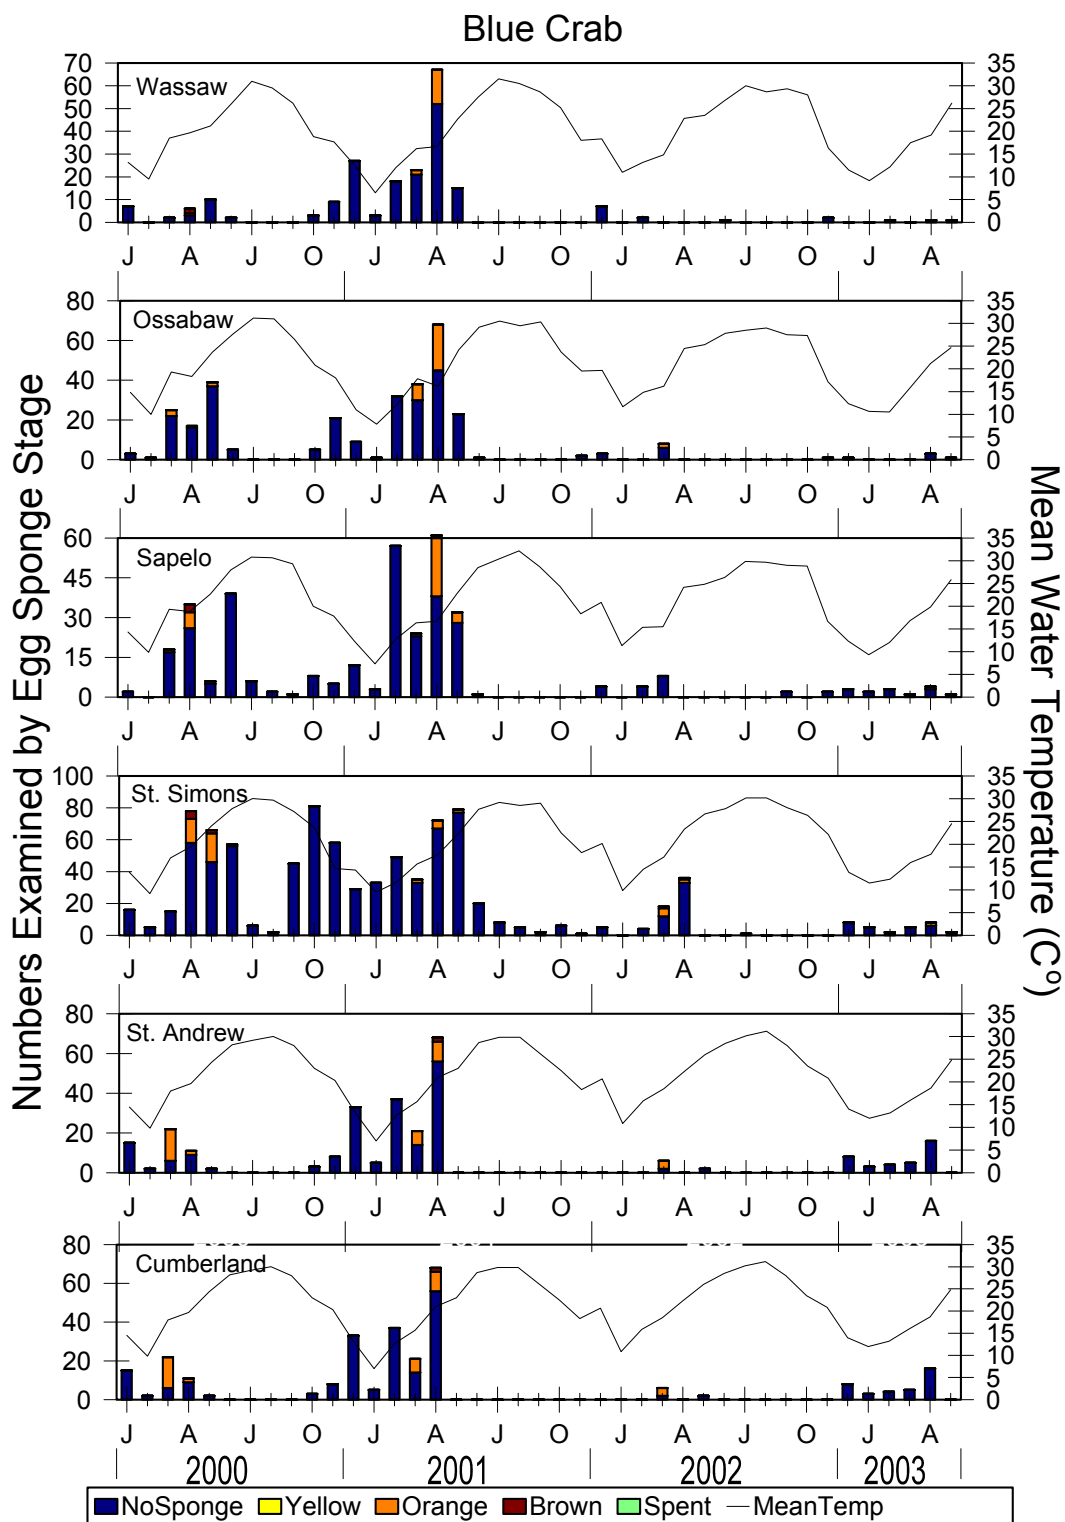 Blue Crab
Numbers Examined by Egg Sponge Stage
Mean Water Temperature (C⁰)
70 60 50 40 30 20 10 0
Wassaw
35 30 25 20 15 10 5 0
J A J O J A J O J A J O J A
80 60 40 20 0
Ossabaw
35 30 25 20 15 10 5 0
J A J O J A J O J A J O J A
60 45 30 15 0
Sapelo
35 30 25 20 15 10 5 0
J A J O J A J O J A J O J A
100 80 60 40 20 0
St. Simons
35 30 25 20 15 10 5 0
J A J O J A J O J A J O J A
80 60 40 20 0
St. Andrew
35 30 25 20 15 10 5 0
J A J O J A J O J A J O J A
80 60 40 20 0
Cumberland
35 30 25 20 15 10 5 0
J A J O J A J O J A J O J A
2000 2001 2002 2003
NoSponge Yellow Orange Brown Spent MeanTemp